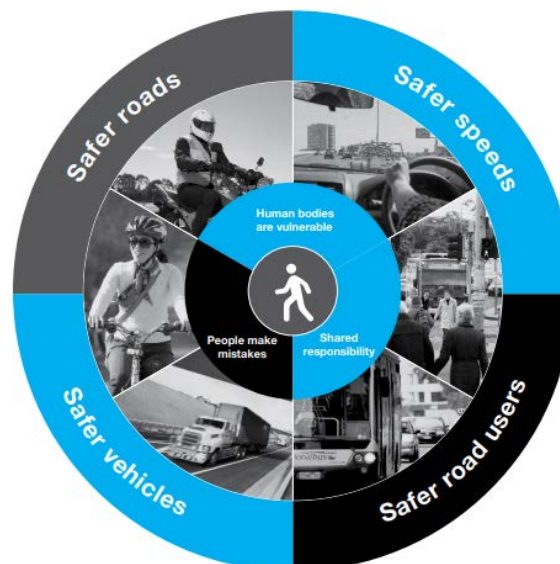 Safer roads
Safer speeds
Human bodies
are vulnerable
People make
mistakes
Shared
responsibility
Safer vehicles
Safer road users